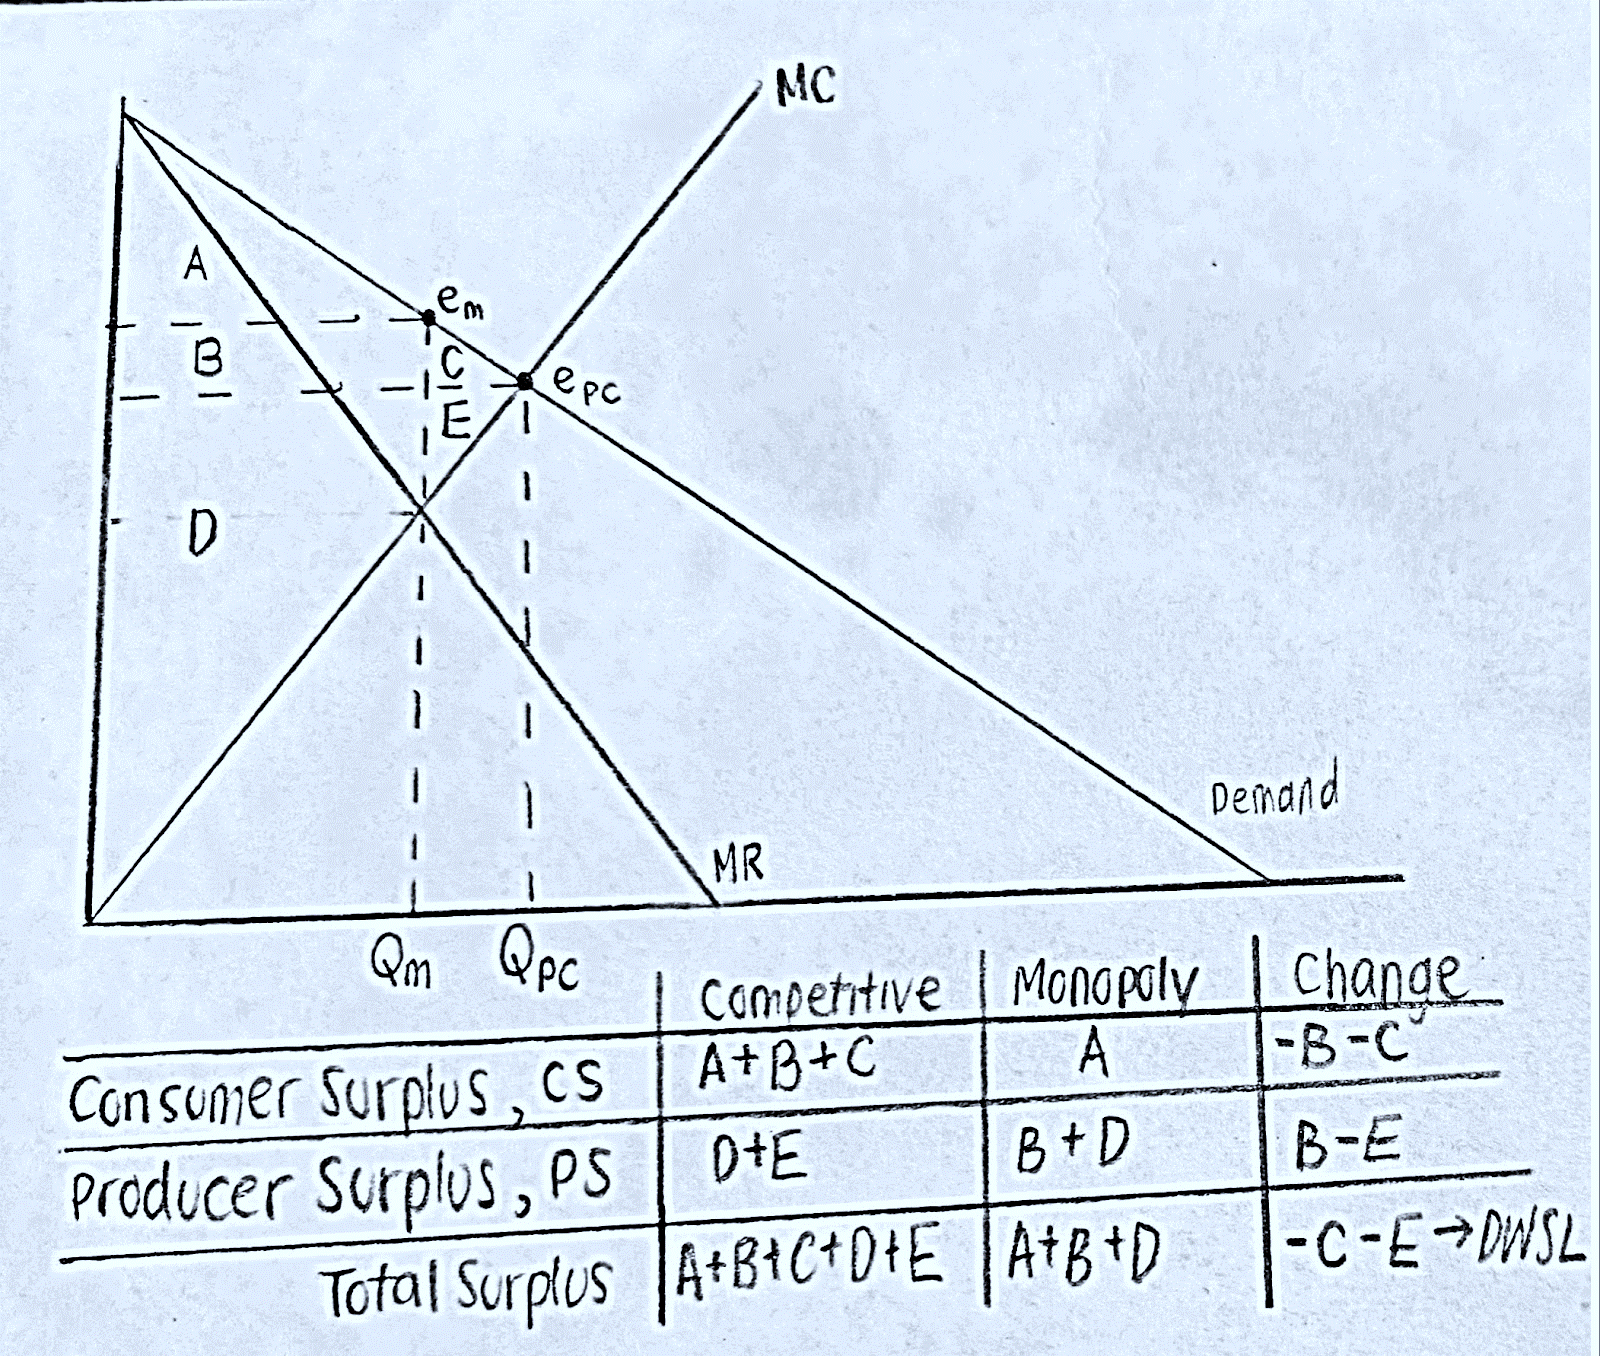 MC
A
em
B
C
ePC
E
D
Demand
MR
Qm QPC
Competitive Monopoly Change
Consumer Surplus, CS A+B+C A -B-C
Producer Surplus, PS D+E B+D B-E
Total Surplus A+B+C+D+E A+B+D -C-E→DWSL